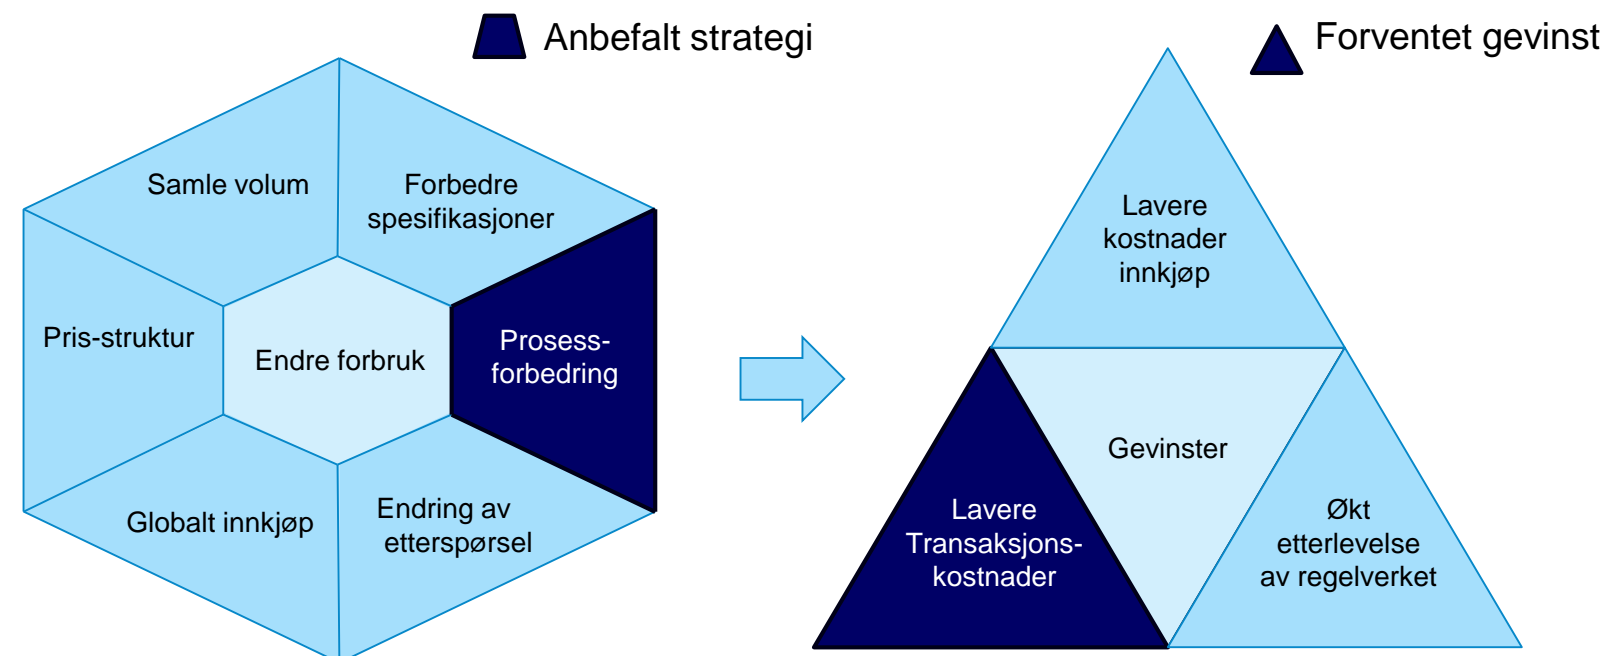 Anbefalt strategi
Forventet gevinst
Samle volum
Forbedre
spesifikasjoner
Pris-struktur
Endre forbruk
Prosess-
forbedring
Globalt innkjøp
Endring av
etterspørsel
Lavere
kostnader
innkjøp
Gevinster
Lavere
Transaksjons-
kostnader
Økt
etterlevelse
av regelverket